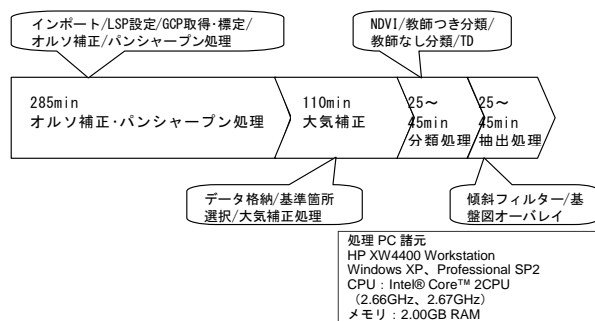 インポート/LSP設定/GCP取得・標定/
オルソ補正/パンシャープン処理
NDVI/教師つき分類/
教師なし分類/TD
285min
オルソ補正・パンシャープン処理
110min
大気補正
25～
45min
分類処理
25～
45min
抽出処理
データ格納/基準箇所
選択/大気補正処理
傾斜フィルター/基
盤図オーバレイ
処理 PC 諸元
HP XW4400 Workstation
Windows XP、Professional SP2
CPU：Intel® Core™ 2CPU
（2.66GHz、2.67GHz）
メモリ：2.00GB RAM